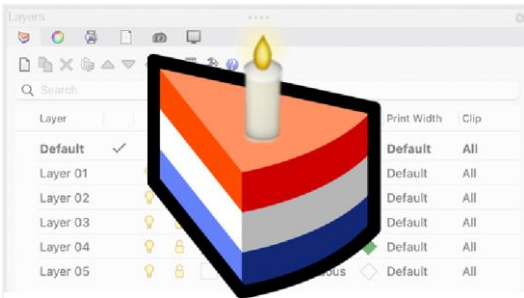 Layers
Search
Layer Print Width Clip
Default Default All
Layer 01 Default All
Layer 02 Default All
Layer 03 Default All
Layer 04 Default All
Layer 05 Default All